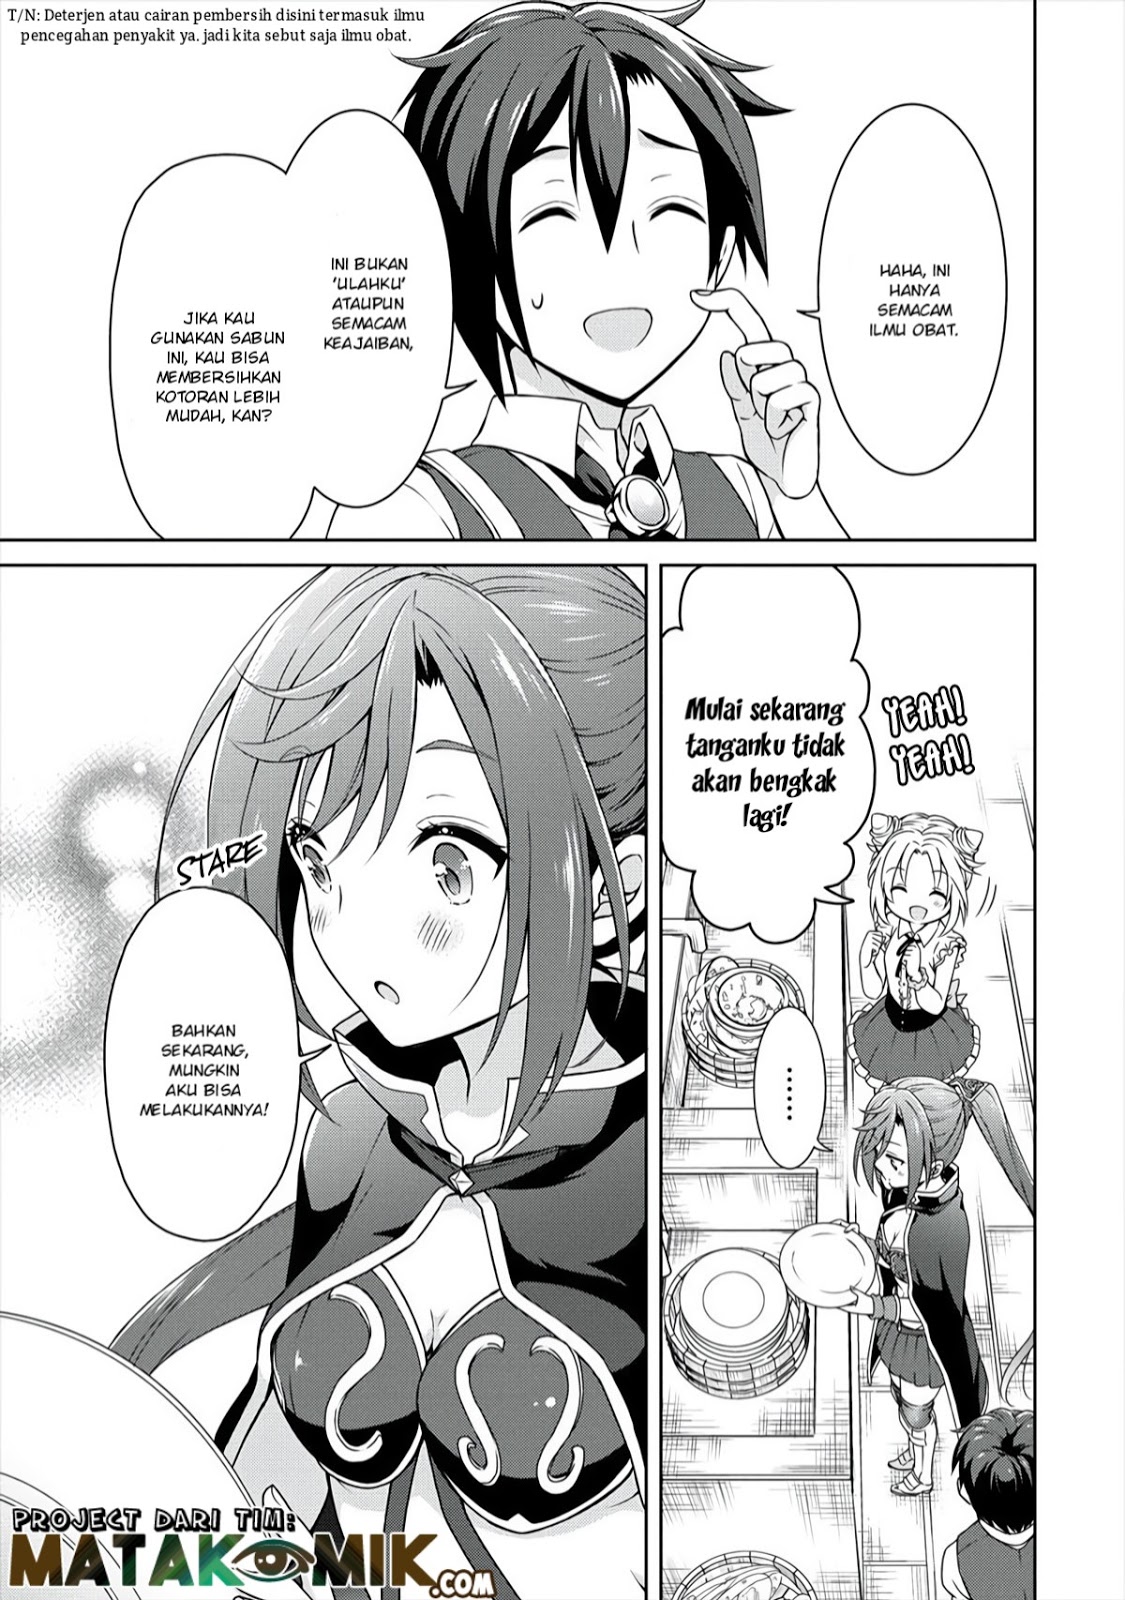 T/N: Deterjen atau cairan pembersih disini termasuk ilmu
pencegahan penyakit ya. jadi kita sebut saja ilmu obat.
HAHA, INI
HANYA
SEMACAM
ILMU OBAT.
INI BUKAN
'ULAHKU'
ATAUPUN
SEMACAM
KEAJAIBAN,
JIKA KAU
GUNAKAN SABUN
INI, KAU BISA
MEMBERSIHKAN
KOTORAN LEBIH
MUDAH, KAN?
YEAH!
YEAH!
Mulai sekarang
tanganku tidak
akan bengkak
lagi!
........
STARE
BAHKAN
SEKARANG,
MUNGKIN
AKU BISA
MELAKUKANNYA!
PROJECT DARI TIM:
MATAKOMIK
.COM